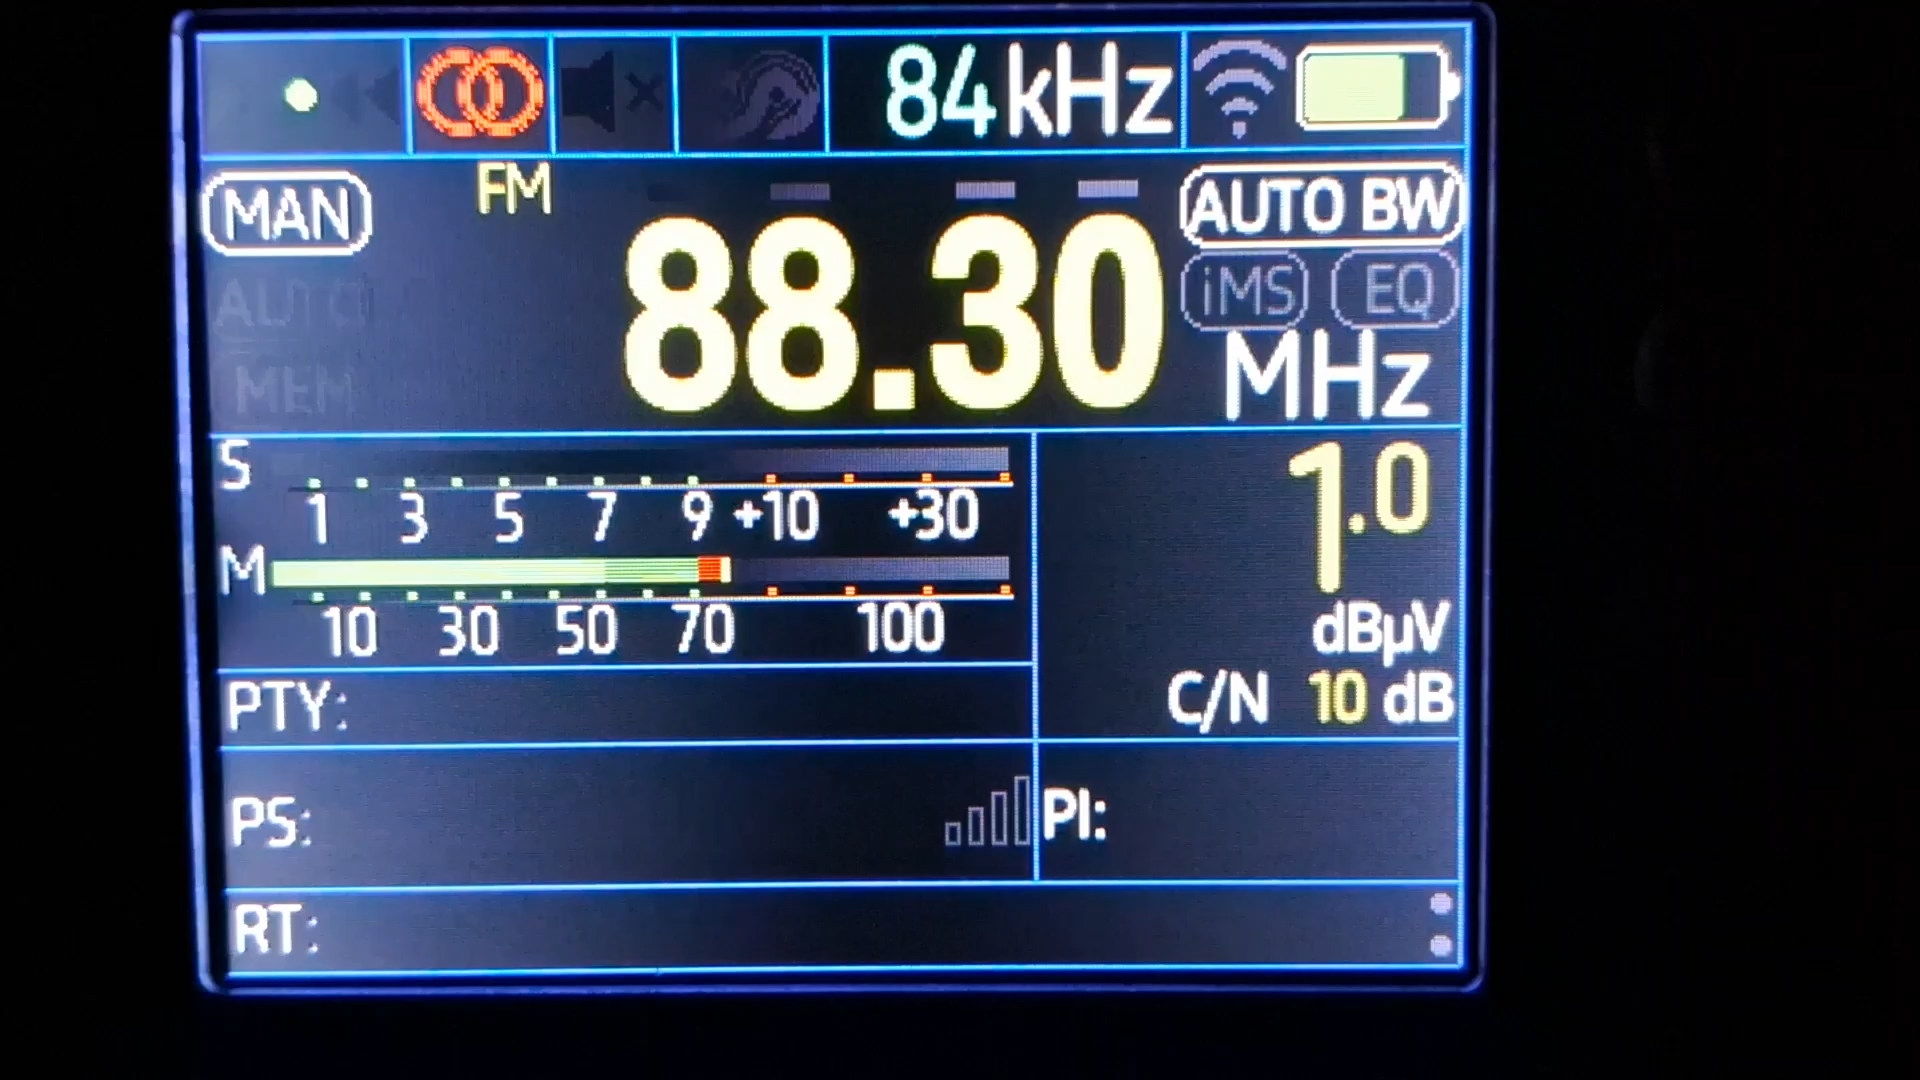 84kHz
MAN FM AUTO BW
AUTO iMS EQ
88.30 MHz
MEM
S
1 3 5 7 9 +10 +30
1.0
M
10 30 50 70 100
dBµV
PTY: C/N 10 dB
PS: PI:
RT: